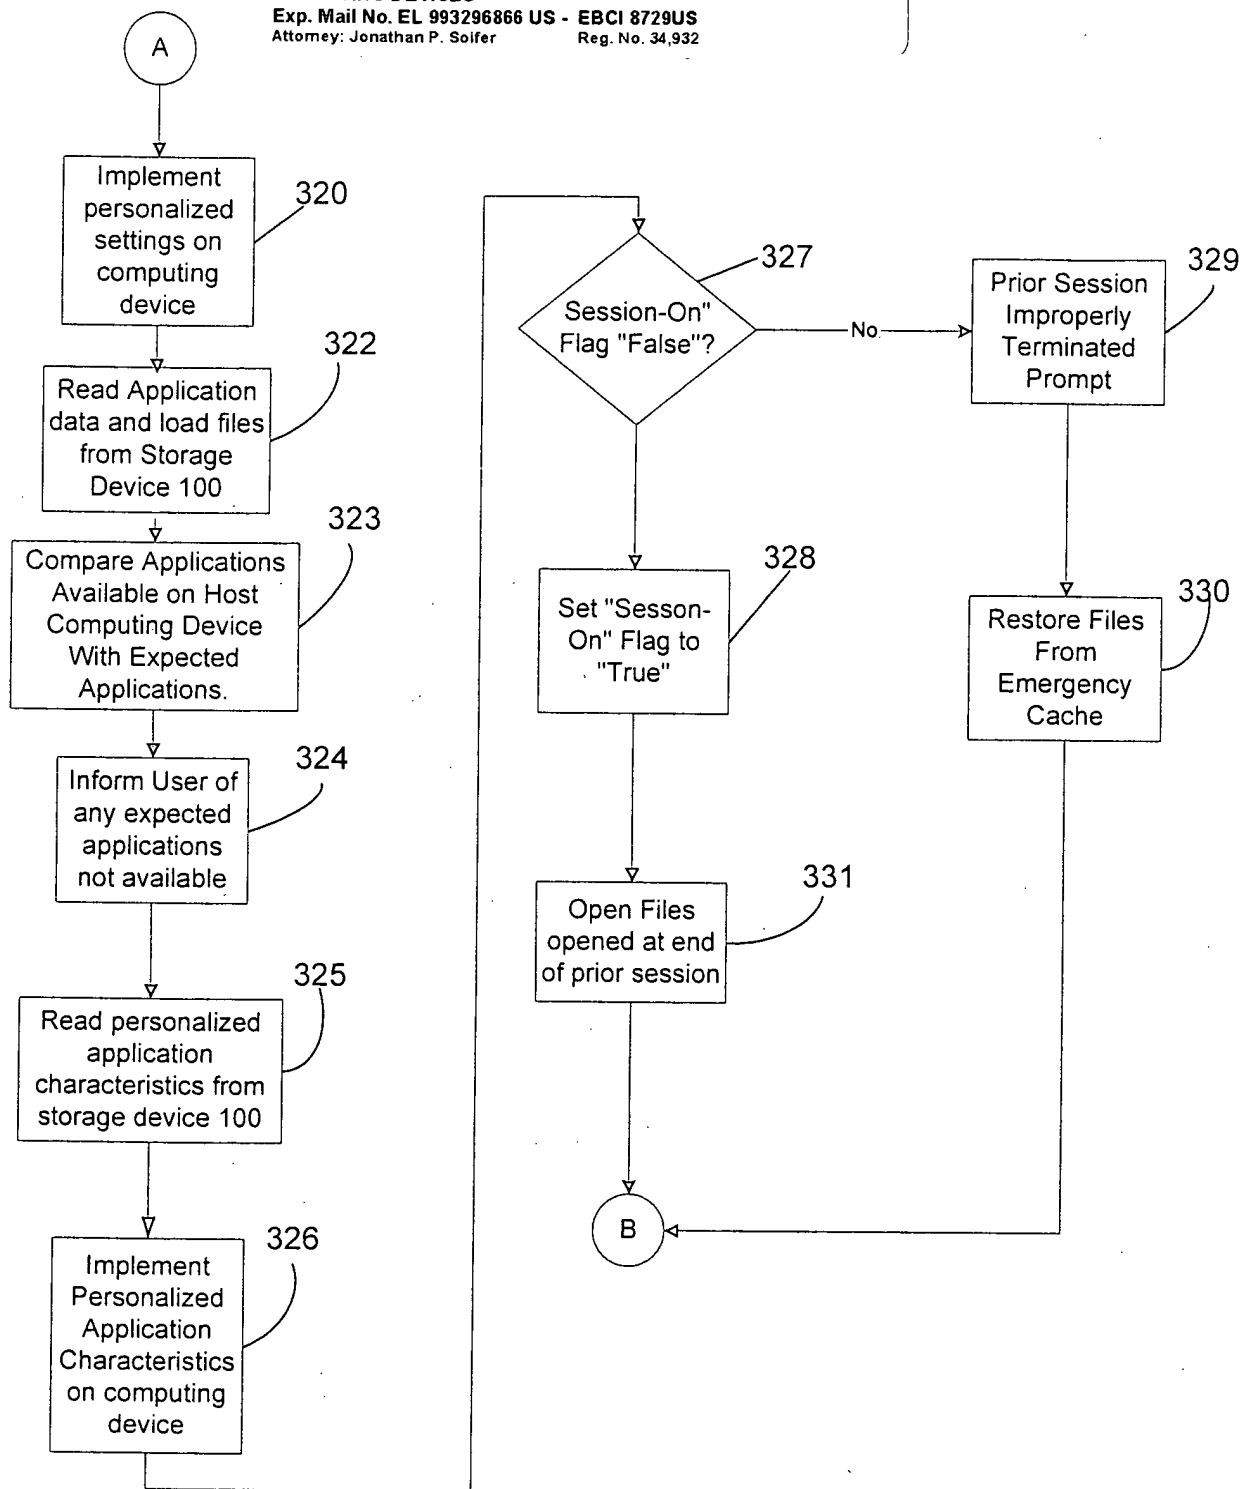 Exp. Mail No. EL 993296866 US - EBCI 8729US
Attorney: Jonathan P. Soifer Reg. No. 34,932
A
Implement
personalized
settings on
computing
device
320
Read Application
data and load files
from Storage
Device 100
322
Compare Applications
Available on Host
Computing Device
With Expected
Applications.
323
Inform User of
any expected
applications
not available
324
Read personalized
application
characteristics from
storage device 100
325
Implement
Personalized
Application
Characteristics
on computing
device
326
Session-On"
Flag "False"?
327
No
Prior Session
Improperly
Terminated
Prompt
329
Set "Sesson-
On" Flag to
"True"
328
Restore Files
From
Emergency
Cache
330
Open Files
opened at end
of prior session
331
B